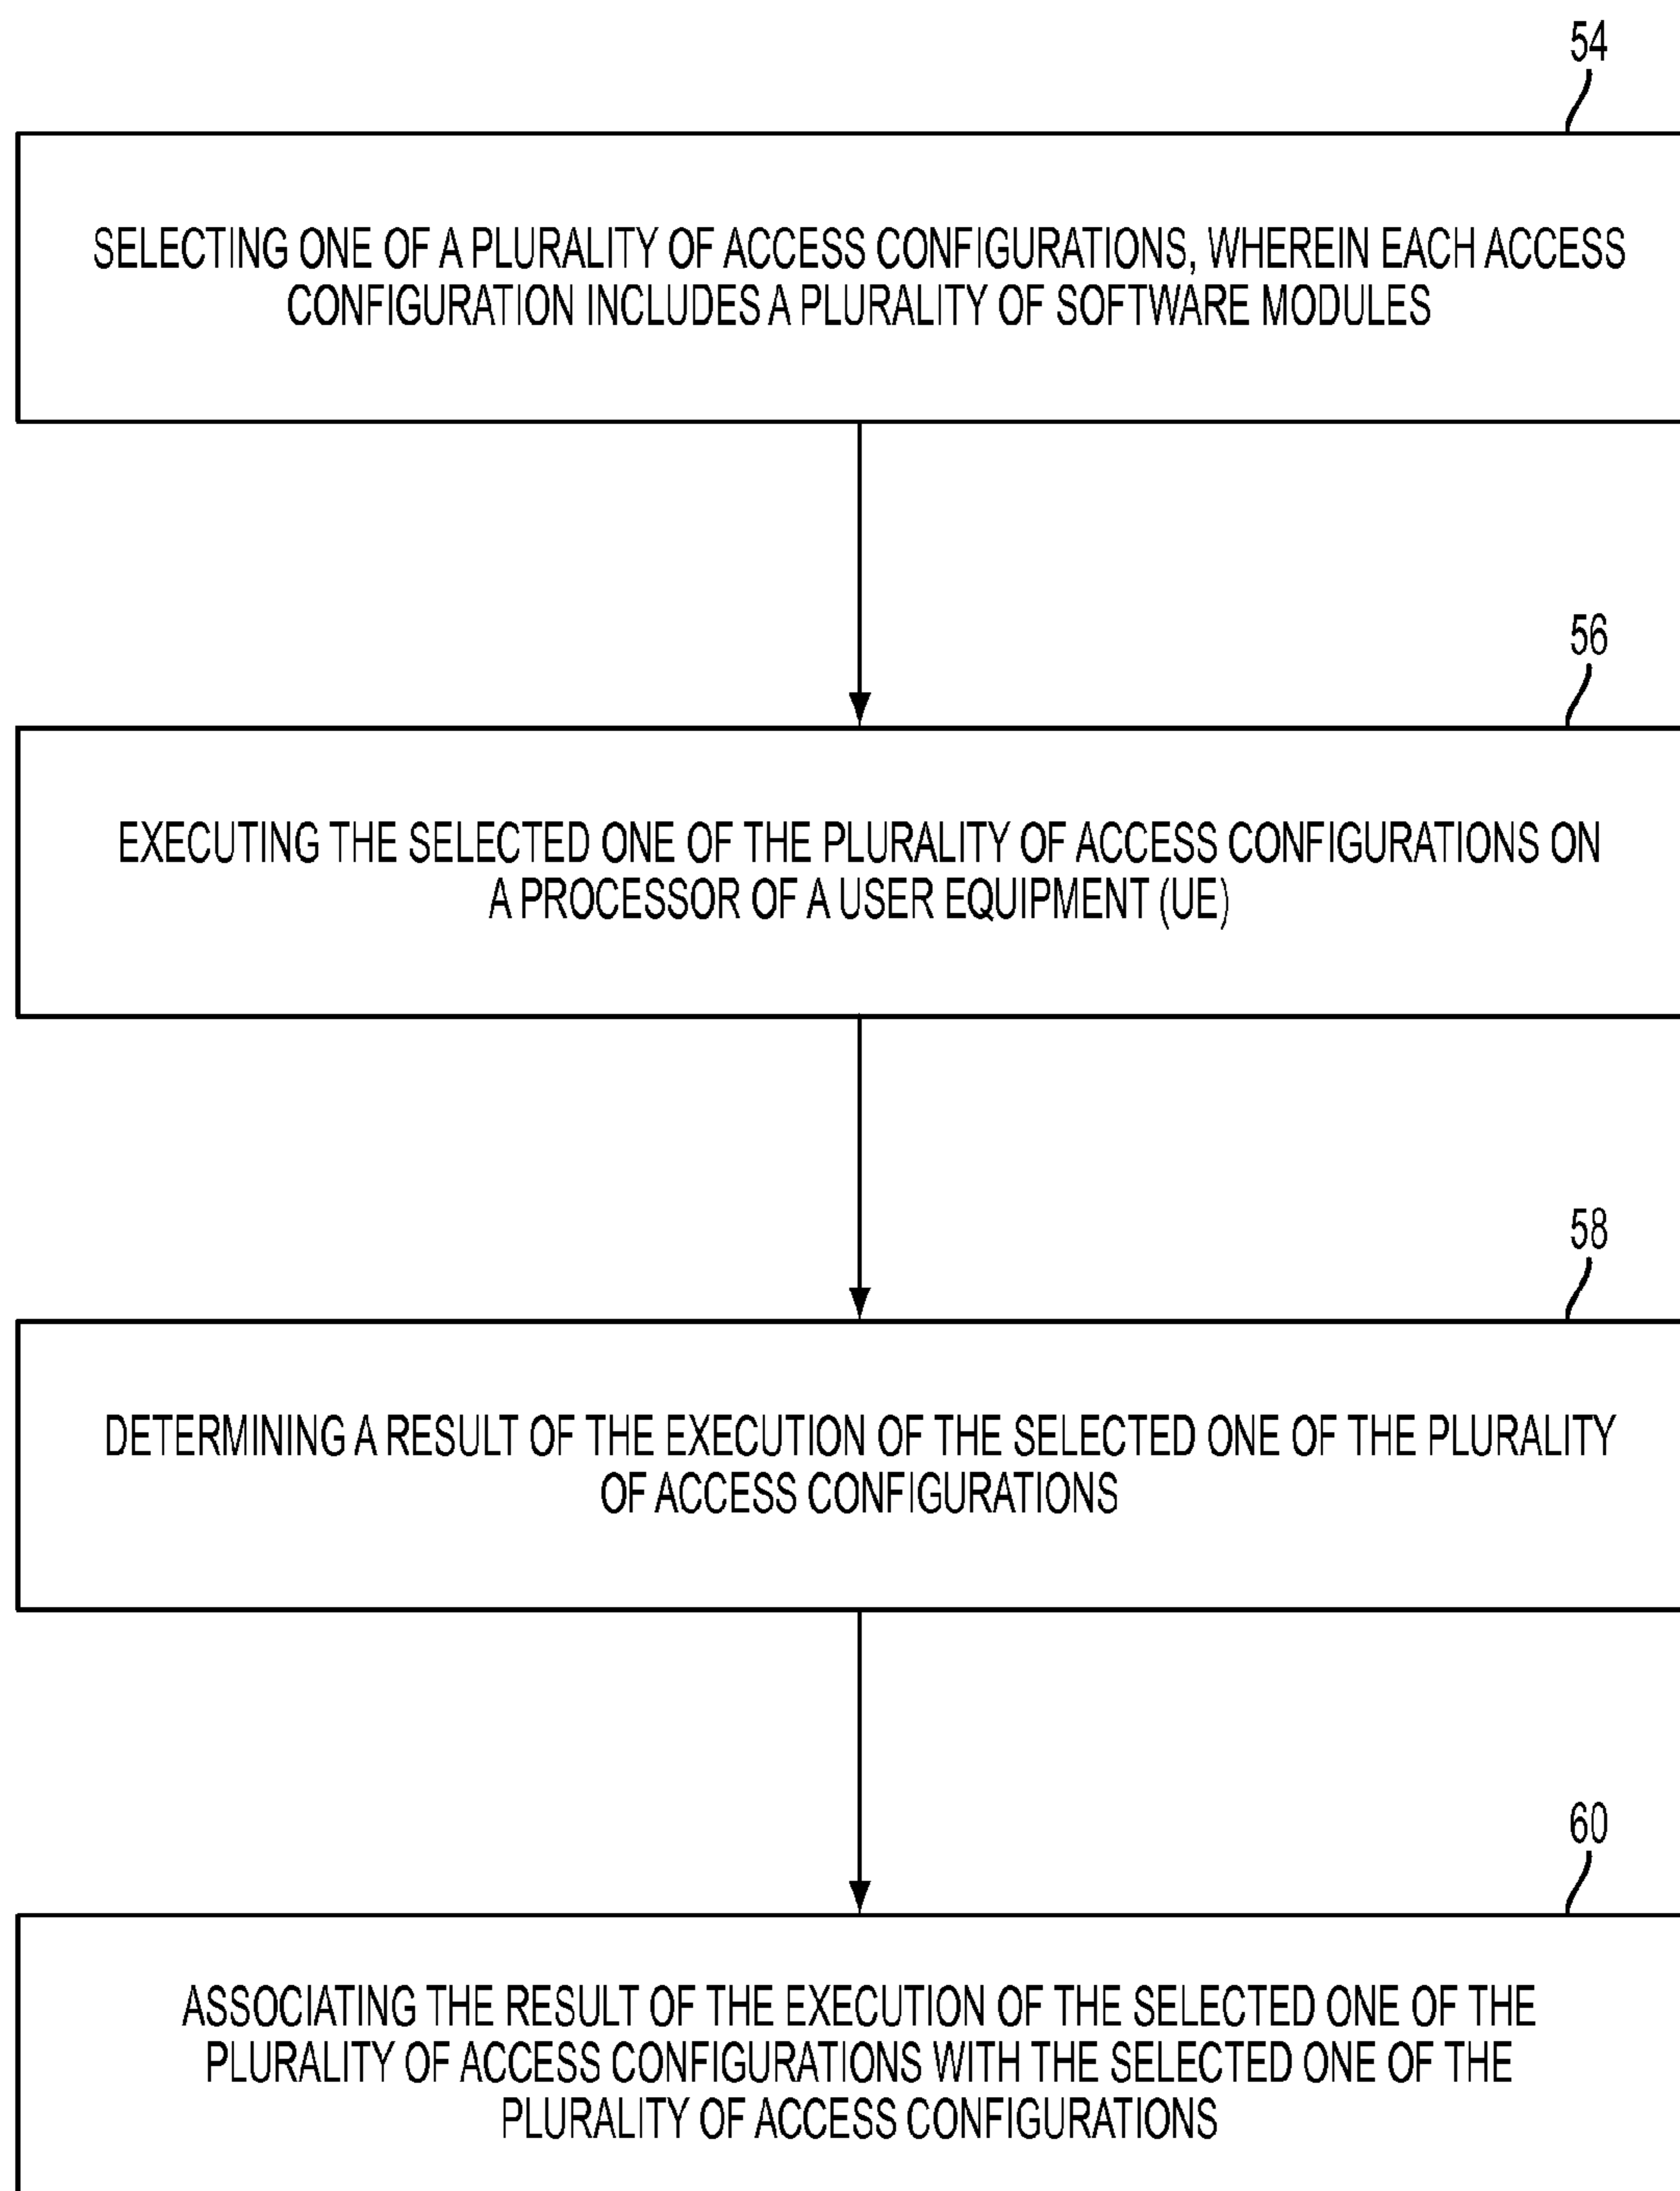 54
SELECTING ONE OF A PLURALITY OF ACCESS CONFIGURATIONS, WHEREIN EACH ACCESS
CONFIGURATION INCLUDES A PLURALITY OF SOFTWARE MODULES
56
EXECUTING THE SELECTED ONE OF THE PLURALITY OF ACCESS CONFIGURATIONS ON
A PROCESSOR OF A USER EQUIPMENT (UE)
58
DETERMINING A RESULT OF THE EXECUTION OF THE SELECTED ONE OF THE PLURALITY
OF ACCESS CONFIGURATIONS
60
ASSOCIATING THE RESULT OF THE EXECUTION OF THE SELECTED ONE OF THE
PLURALITY OF ACCESS CONFIGURATIONS WITH THE SELECTED ONE OF THE
PLURALITY OF ACCESS CONFIGURATIONS